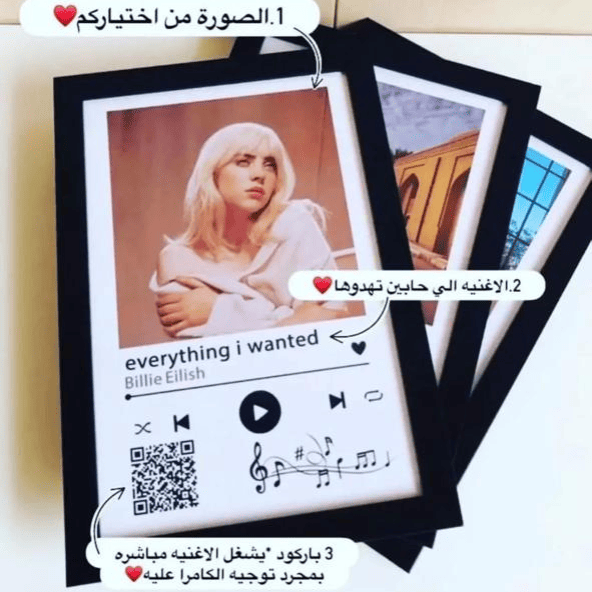 1.الصورة من اختياركم❤️
2.الاغنيه الي حابين تهدوها❤️
everything i wanted
Billie Eilish
3 باركود *يشغل الاغنيه مباشره
بمجرد توجيه الكامرا عليه❤️